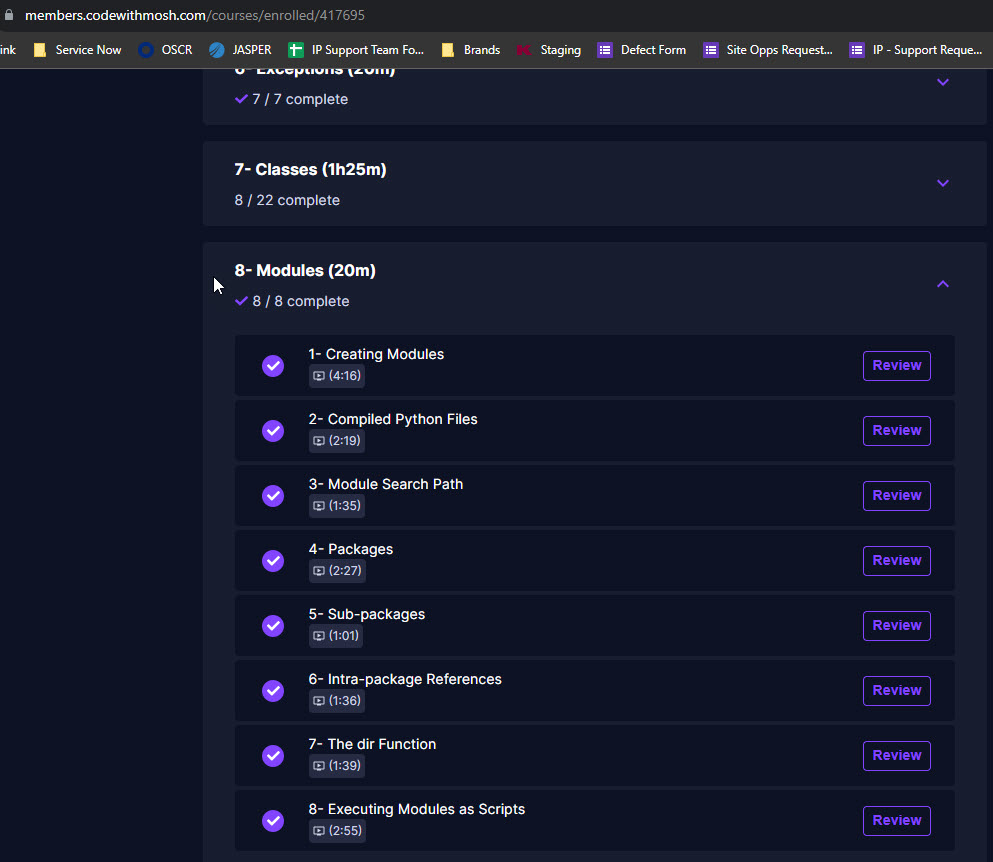 members.codewithmosh.com/courses/enrolled/417695
ink Service Now OSCR JASPER IP Support Team Fo... Brands Staging Defect Form Site Opps Request... IP - Support Reque...
6- Exceptions (20m)
7 / 7 complete
7- Classes (1h25m)
8 / 22 complete
8- Modules (20m)
8 / 8 complete
1- Creating Modules
(4:16)
Review
2- Compiled Python Files
(2:19)
Review
3- Module Search Path
(1:35)
Review
4- Packages
(2:27)
Review
5- Sub-packages
(1:01)
Review
6- Intra-package References
(1:36)
Review
7- The dir Function
(1:39)
Review
8- Executing Modules as Scripts
(2:55)
Review